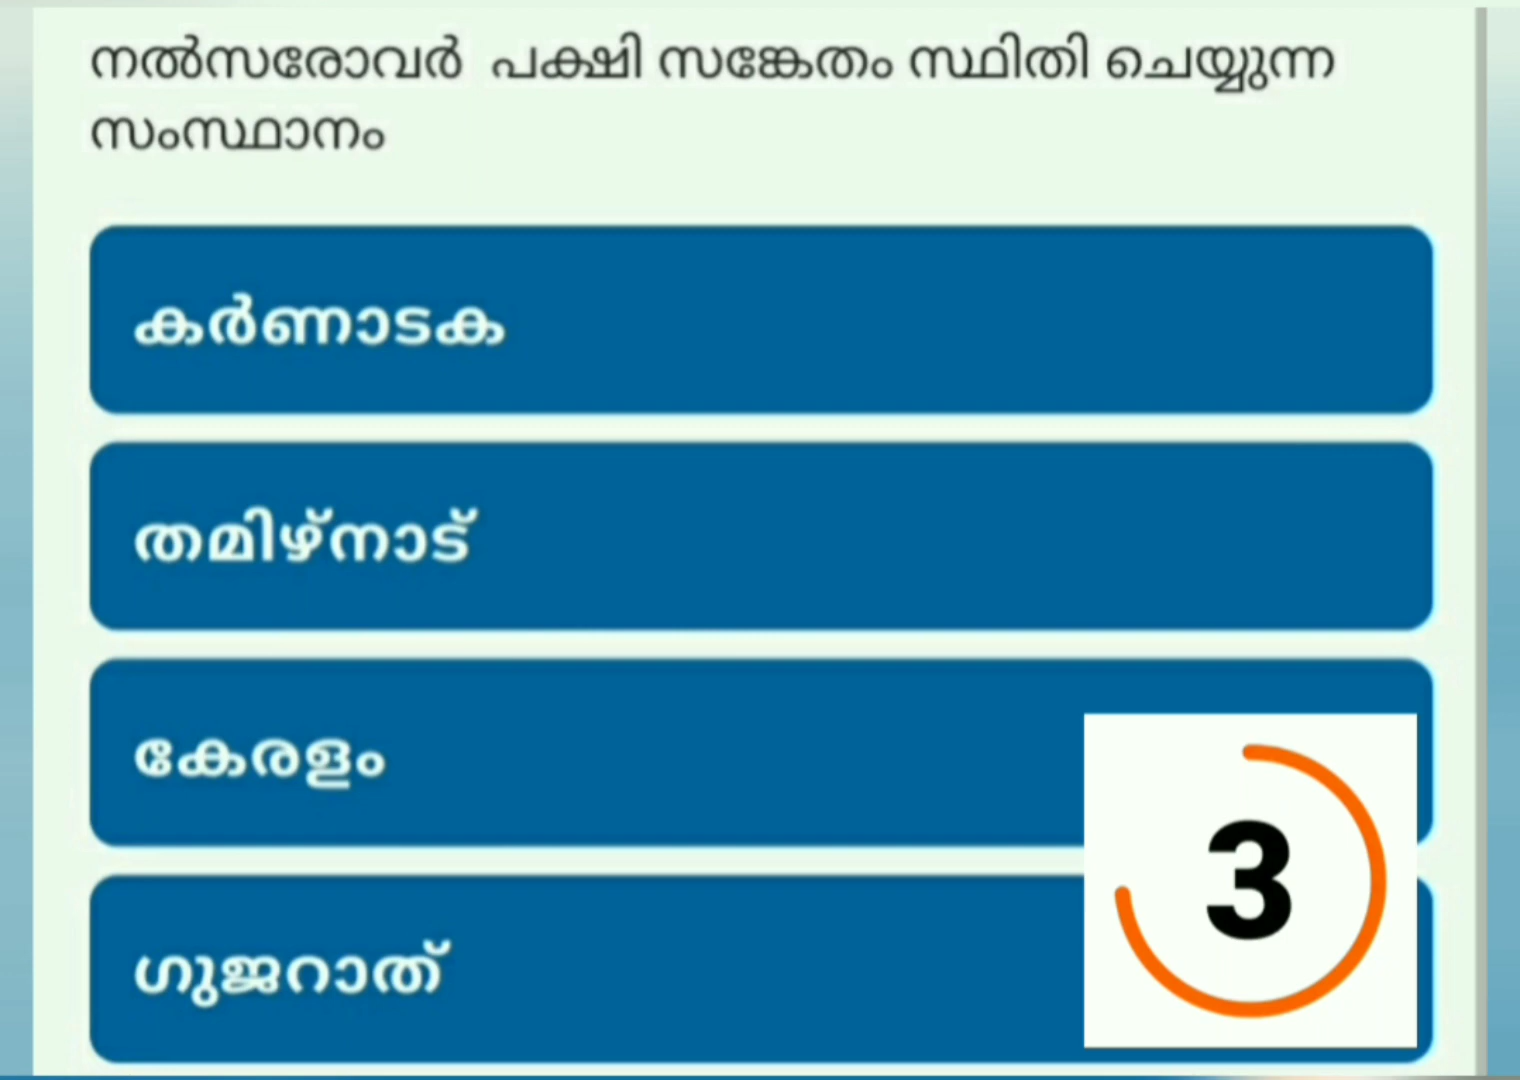 നൽസരോവർ പക്ഷി സങ്കേതം സ്ഥിതി ചെയ്യുന്ന
സംസ്ഥാനം
കർണാടക
തമിഴ്നാട്
കേരളം
3
ഗുജറാത്